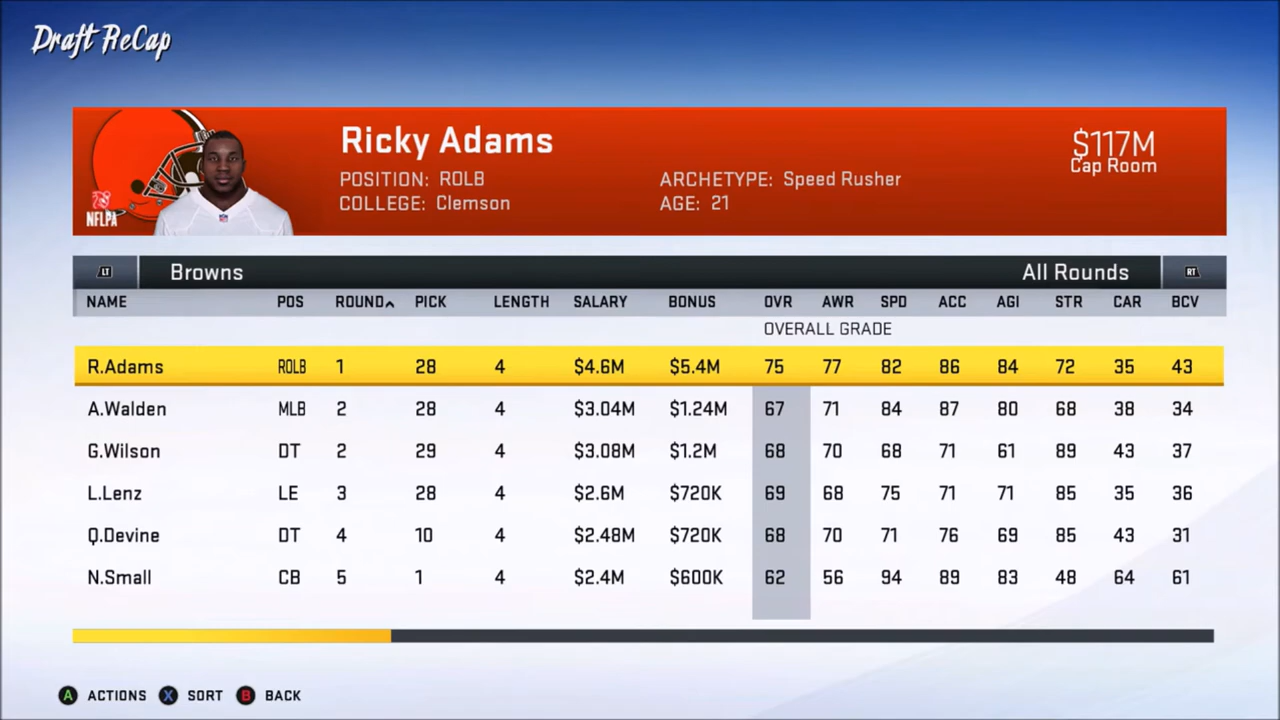 Draft ReCap
Ricky Adams
$117M
Cap Room
POSITION: ROLB
ARCHETYPE: Speed Rusher
COLLEGE: Clemson
AGE: 21
NFLPA
LT Browns All Rounds RT
NAME POS ROUND PICK LENGTH SALARY BONUS OVR AWR SPD ACC AGI STR CAR BCV
OVERALL GRADE
R.Adams ROLB 1 28 4 $4.6M $5.4M 75 77 82 86 84 72 35 43
A.Walden MLB 2 28 4 $3.04M $1.24M 67 71 84 87 80 68 38 34
G.Wilson DT 2 29 4 $3.08M $1.2M 68 70 68 71 61 89 43 37
L.Lenz LE 3 28 4 $2.6M $720K 69 68 75 71 71 85 35 36
Q.Devine DT 4 10 4 $2.48M $720K 68 70 71 76 69 85 43 31
N.Small CB 5 1 4 $2.4M $600K 62 56 94 89 83 48 64 61
A ACTIONS X SORT B BACK